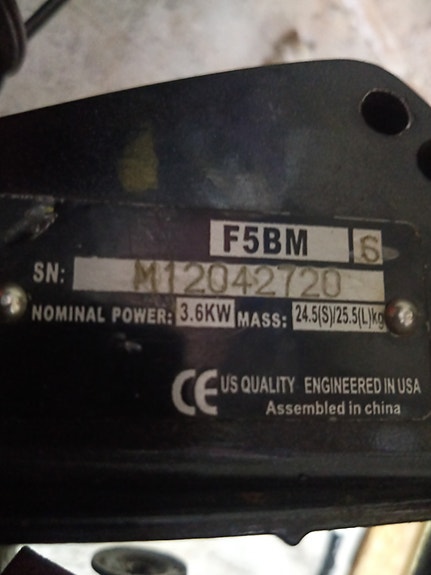 F5BM 6
SN: M12042720
NOMINAL POWER: 3.6KW MASS: 24.5(S)/25.5(L)kg
CE US QUALITY ENGINEERED IN USA
Assembled in china